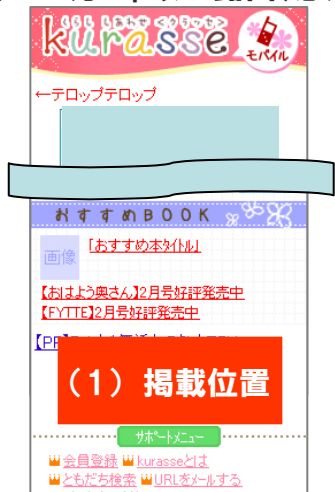 くらし しあわせ <クラッセ>
kurasse
モバイル
←テロップテロップ
おすすめBOOK
画像
「おすすめ本タイトル」
【おはよう奥さん】2月号好評発売中
【FYTTE】2月号好評発売中
【PR】
(1) 掲載位置
サポートメニュー
会員登録 kurasseとは
ともだち検索 URLをメールする